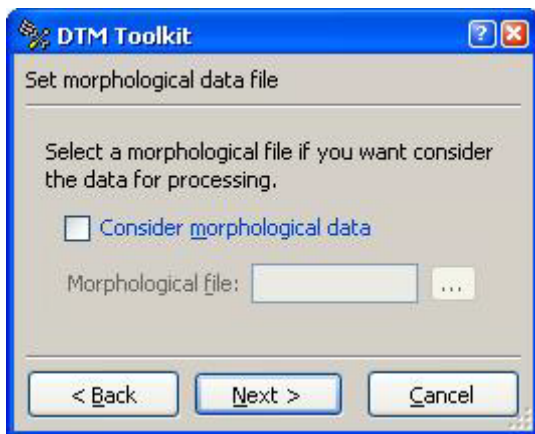 DTM Toolkit
Set morphological data file
Select a morphological file if you want consider
the data for processing.
Consider morphological data
Morphological file: ...
< Back Next > Cancel